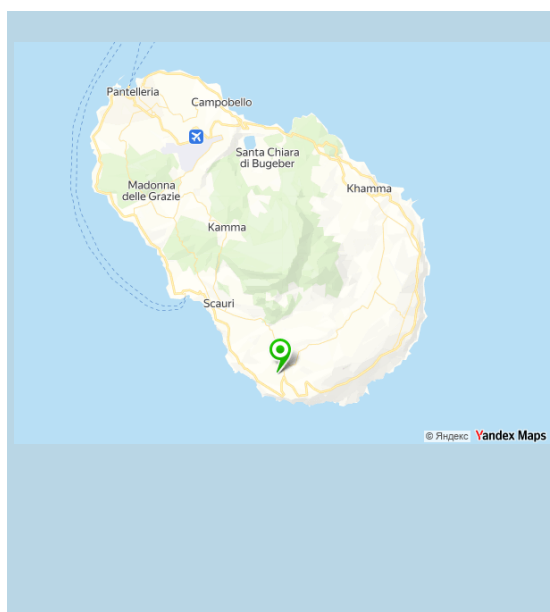 Pantelleria
Campobello
Santa Chiara
di Bugeber
Khamma
Madonna
delle Grazie
Kamma
Scauri
© Яндекс Yandex Maps